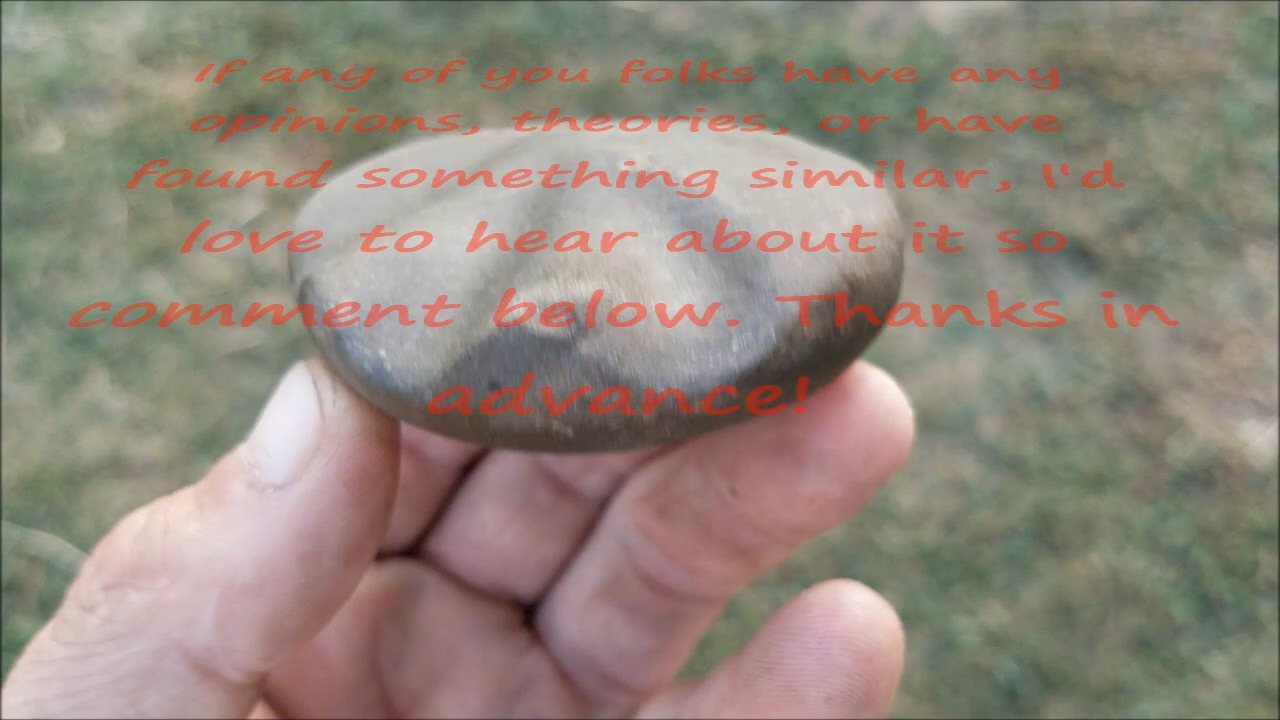 If any of you folks have any
opinions, theories, or have
found something similar, I'd
love to hear about it so
comment below. Thanks in
advance!